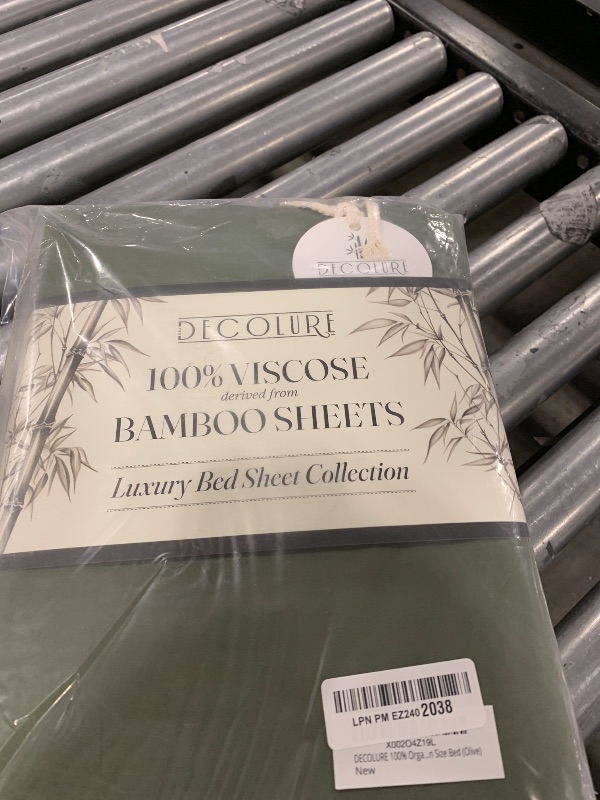 DECOLURE
DECOLURE
100% VISCOSE
derived from
BAMBOO SHEETS
Luxury Bed Sheet Collection
LPN PM EZ240 2038
X002O4Z19L
DECOLURE 100% Orga...n Size Bed (Olive)
New